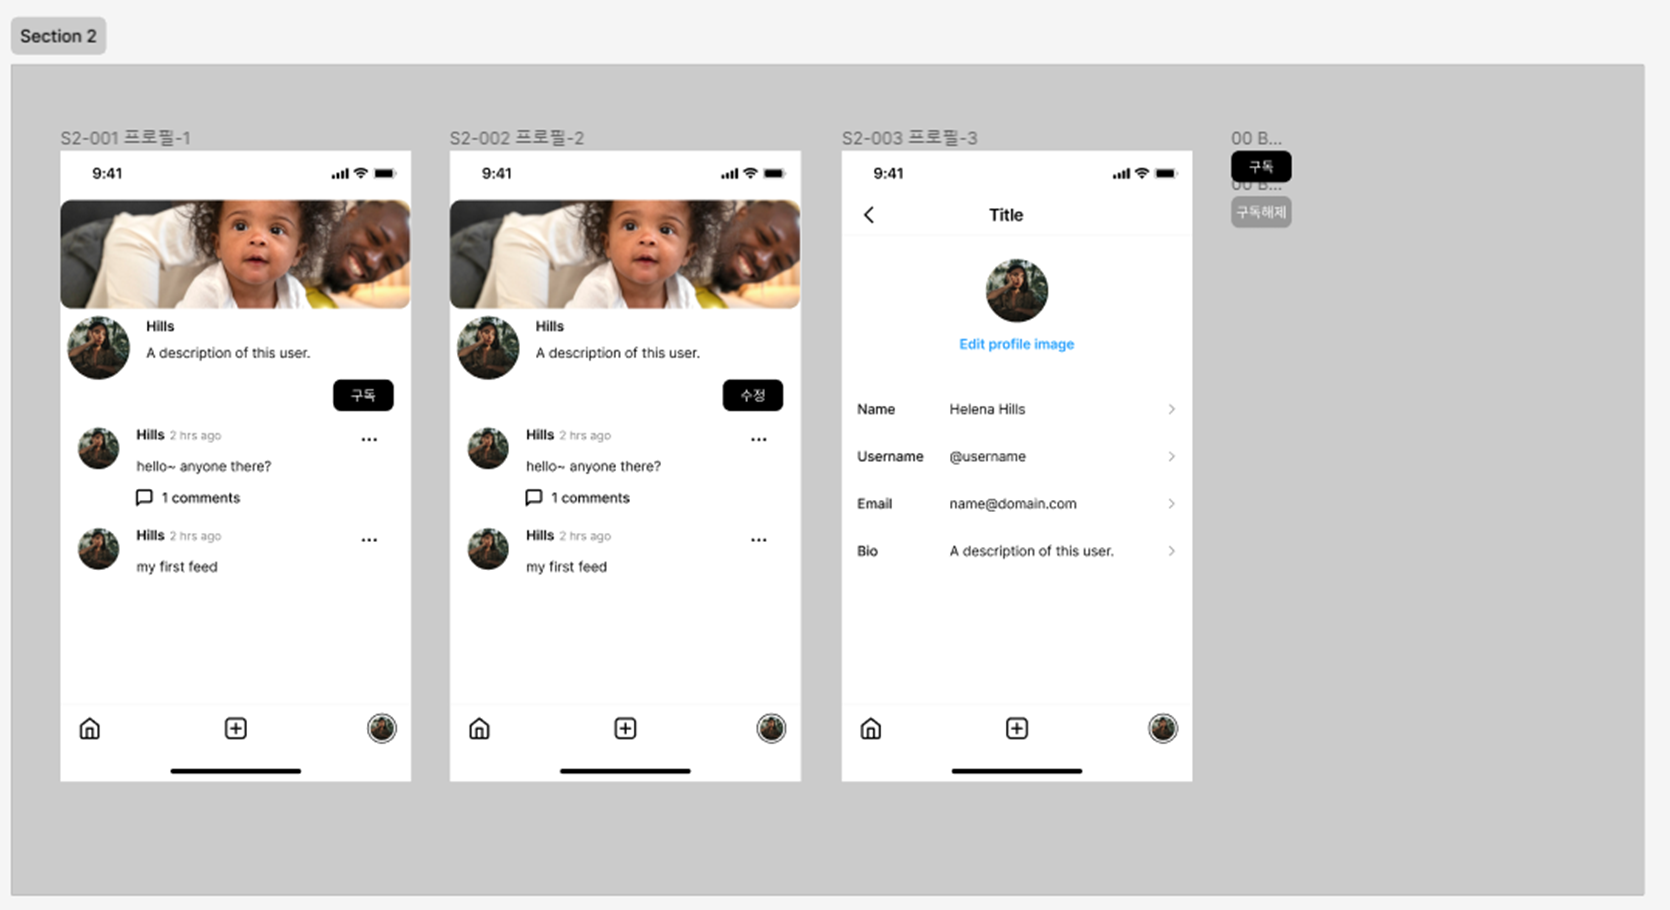 Section 2
S2-001 프로필-1
9:41
Hills
A description of this user.
구독
Hills 2 hrs ago
hello~ anyone there?
1 comments
Hills 2 hrs ago
my first feed
S2-002 프로필-2
9:41
Hills
A description of this user.
수정
Hills 2 hrs ago
hello~ anyone there?
1 comments
Hills 2 hrs ago
my first feed
S2-003 프로필-3
9:41
Title
Edit profile image
Name Helena Hills
Username @username
Email name@domain.com
Bio A description of this user.
00 B...
구독
00 B...
구독해제